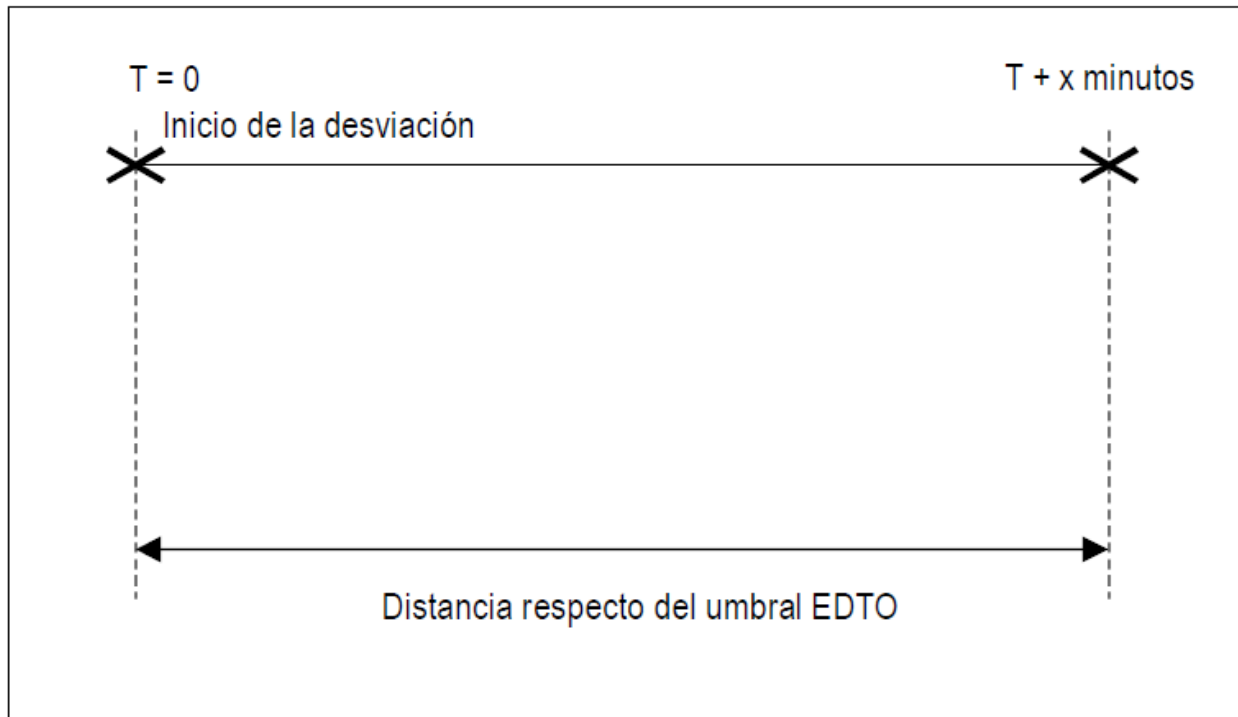 T = 0
T + x minutos
Inicio de la desviación
Distancia respecto del umbral EDTO